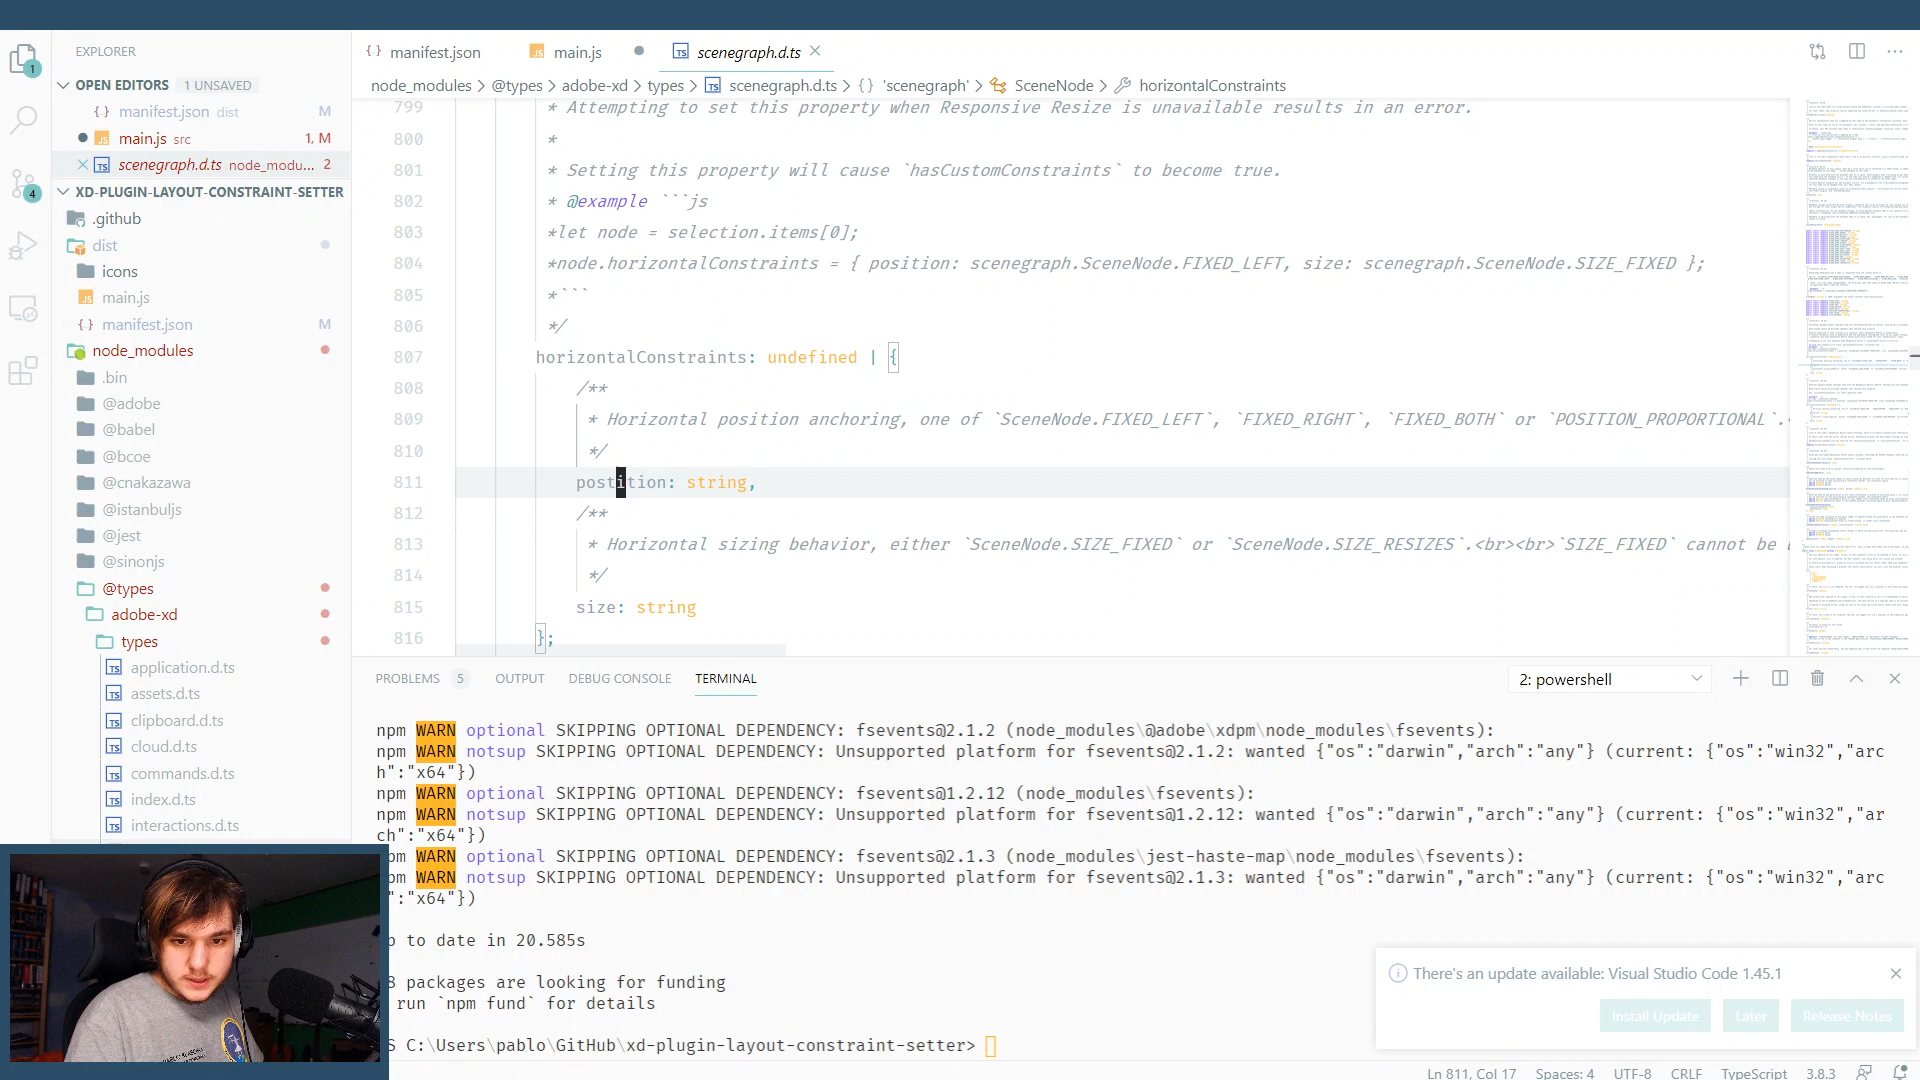 EXPLORER
OPEN EDITORS 1 UNSAVED
manifest.json dist M
main.js src 1, M
scenegraph.d.ts node_modu... 2
XD-PLUGIN-LAYOUT-CONSTRAINT-SETTER
.github
dist
icons
main.js
manifest.json M
node_modules
.bin
@adobe
@babel
@bcoe
@cnakazawa
@istanbuljs
@jest
@sinonjs
@types
adobe-xd
types
application.d.ts
assets.d.ts
clipboard.d.ts
cloud.d.ts
commands.d.ts
index.d.ts
interactions.d.ts
1
4
{ } manifest.json JS main.js TS scenegraph.d.ts
node_modules > @types > adobe-xd > types > TS scenegraph.d.ts > { } 'scenegraph' > SceneNode > horizontalConstraints
799 * Attempting to set this property when Responsive Resize is unavailable results in an error.
800 *
801 * Setting this property will cause `hasCustomConstraints` to become true.
802 * @example ```js
803 *let node = selection.items[0];
804 *node.horizontalConstraints = { position: scenegraph.SceneNode.FIXED_LEFT, size: scenegraph.SceneNode.SIZE_FIXED };
805 *```
806 */
807 horizontalConstraints: undefined | {
808 /**
809 * Horizontal position anchoring, one of `SceneNode.FIXED_LEFT`, `FIXED_RIGHT`, `FIXED_BOTH` or `POSITION_PROPORTIONAL`.<
810 */
811 postition: string,
812 /**
813 * Horizontal sizing behavior, either `SceneNode.SIZE_FIXED` or `SceneNode.SIZE_RESIZES`.<br><br>`SIZE_FIXED` cannot be
814 */
815 size: string
816 };
PROBLEMS 5 OUTPUT DEBUG CONSOLE TERMINAL 2: powershell
npm WARN optional SKIPPING OPTIONAL DEPENDENCY: fsevents@2.1.2 (node_modules\@adobe\xdpm\node_modules\fsevents):
npm WARN notsup SKIPPING OPTIONAL DEPENDENCY: Unsupported platform for fsevents@2.1.2: wanted {"os":"darwin","arch":"any"} (current: {"os":"win32","arc
h":"x64"})
npm WARN optional SKIPPING OPTIONAL DEPENDENCY: fsevents@1.2.12 (node_modules\fsevents):
npm WARN notsup SKIPPING OPTIONAL DEPENDENCY: Unsupported platform for fsevents@1.2.12: wanted {"os":"darwin","arch":"any"} (current: {"os":"win32","ar
ch":"x64"})
pm WARN optional SKIPPING OPTIONAL DEPENDENCY: fsevents@2.1.3 (node_modules\jest-haste-map\node_modules\fsevents):
pm WARN notsup SKIPPING OPTIONAL DEPENDENCY: Unsupported platform for fsevents@2.1.3: wanted {"os":"darwin","arch":"any"} (current: {"os":"win32","arc
":"x64"})
p to date in 20.585s
8 packages are looking for funding
run `npm fund` for details
S C:\Users\pablo\GitHub\xd-plugin-layout-constraint-setter>
There's an update available: Visual Studio Code 1.45.1
Install Update Later Release Notes
Ln 811, Col 17 Spaces: 4 UTF-8 CRLF TypeScript 3.8.3